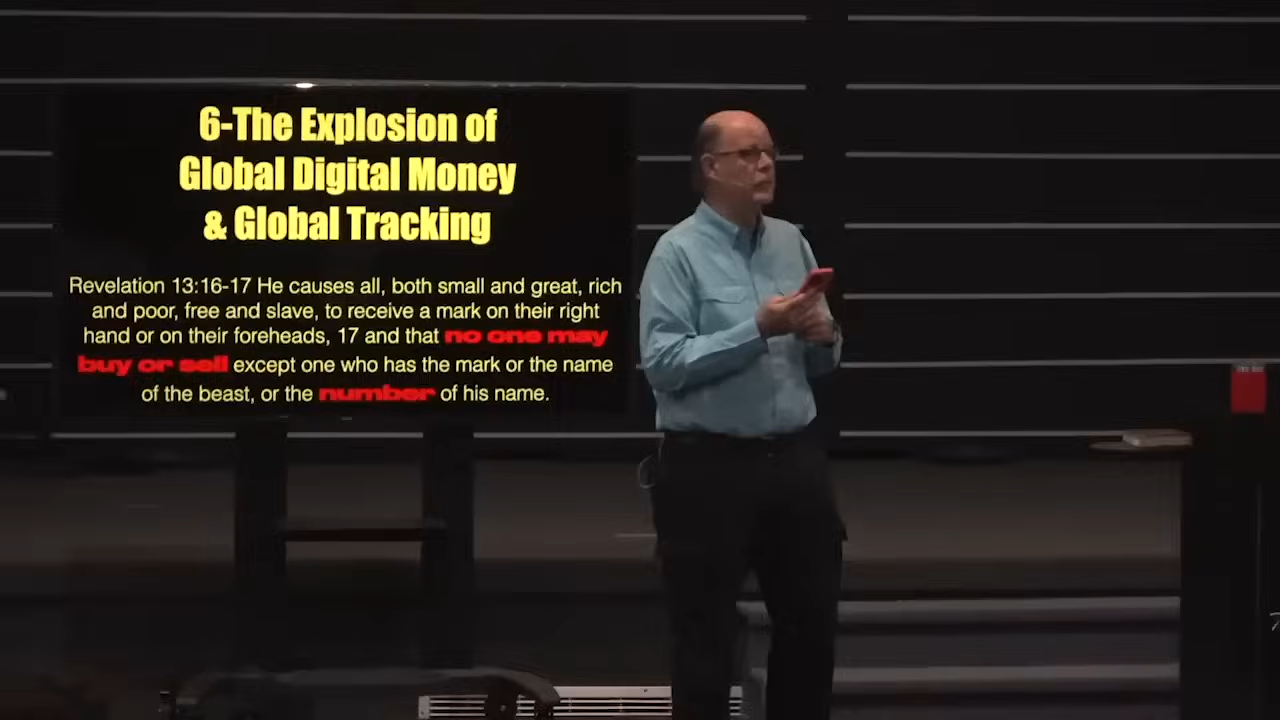 6-The Explosion of
Global Digital Money
& Global Tracking
Revelation 13:16-17 He causes all, both small and great, rich
and poor, free and slave, to receive a mark on their right
hand or on their foreheads, 17 and that no one may
buy or sell except one who has the mark or the name
of the beast, or the number of his name.